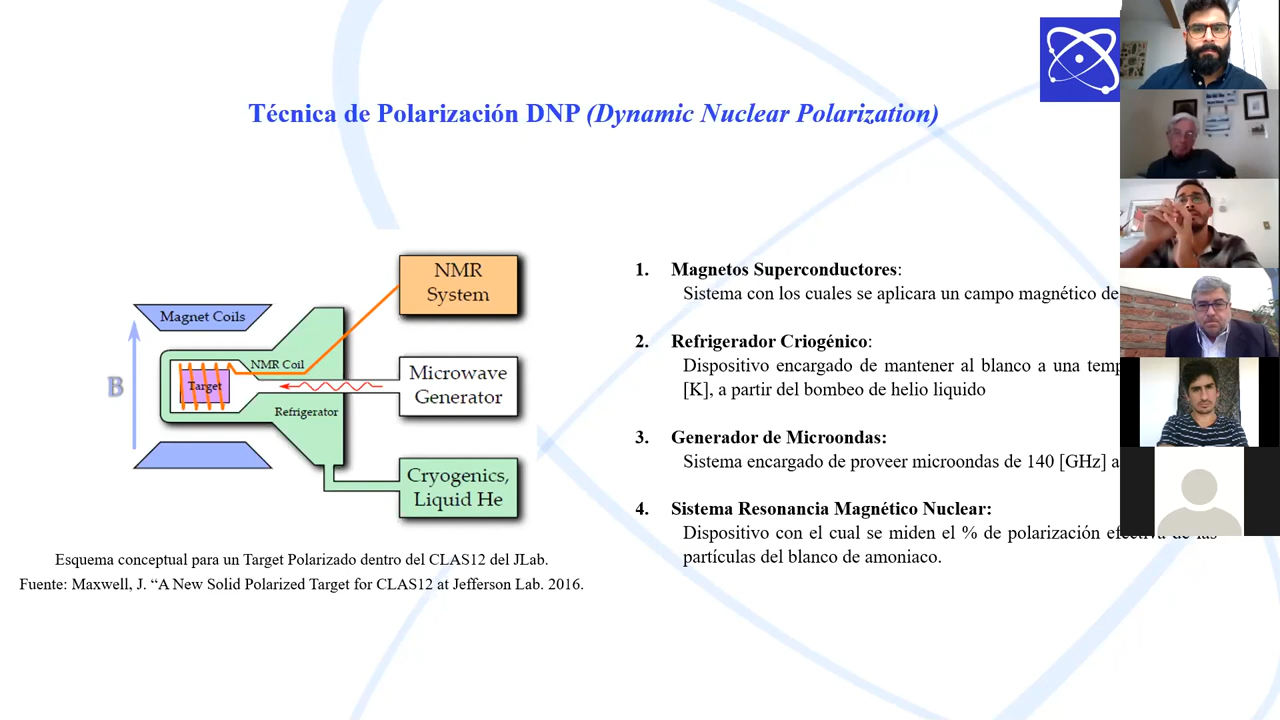 Técnica de Polarización DNP (Dynamic Nuclear Polarization)
NMR
System
Magnet Coils
NMR Coil
B
Target
Microwave
Generator
Refrigerator
Cryogenics,
Liquid He
Esquema conceptual para un Target Polarizado dentro del CLAS12 del JLab.
Fuente: Maxwell, J. “A New Solid Polarized Target for CLAS12 at Jefferson Lab. 2016.
1. Magnetos Superconductores:
Sistema con los cuales se aplicara un campo magnético de
2. Refrigerador Criogénico:
Dispositivo encargado de mantener al blanco a una temp
[K], a partir del bombeo de helio liquido
3. Generador de Microondas:
Sistema encargado de proveer microondas de 140 [GHz] a
4. Sistema Resonancia Magnético Nuclear:
Dispositivo con el cual se miden el % de polarización efectiva de las
partículas del blanco de amoniaco.